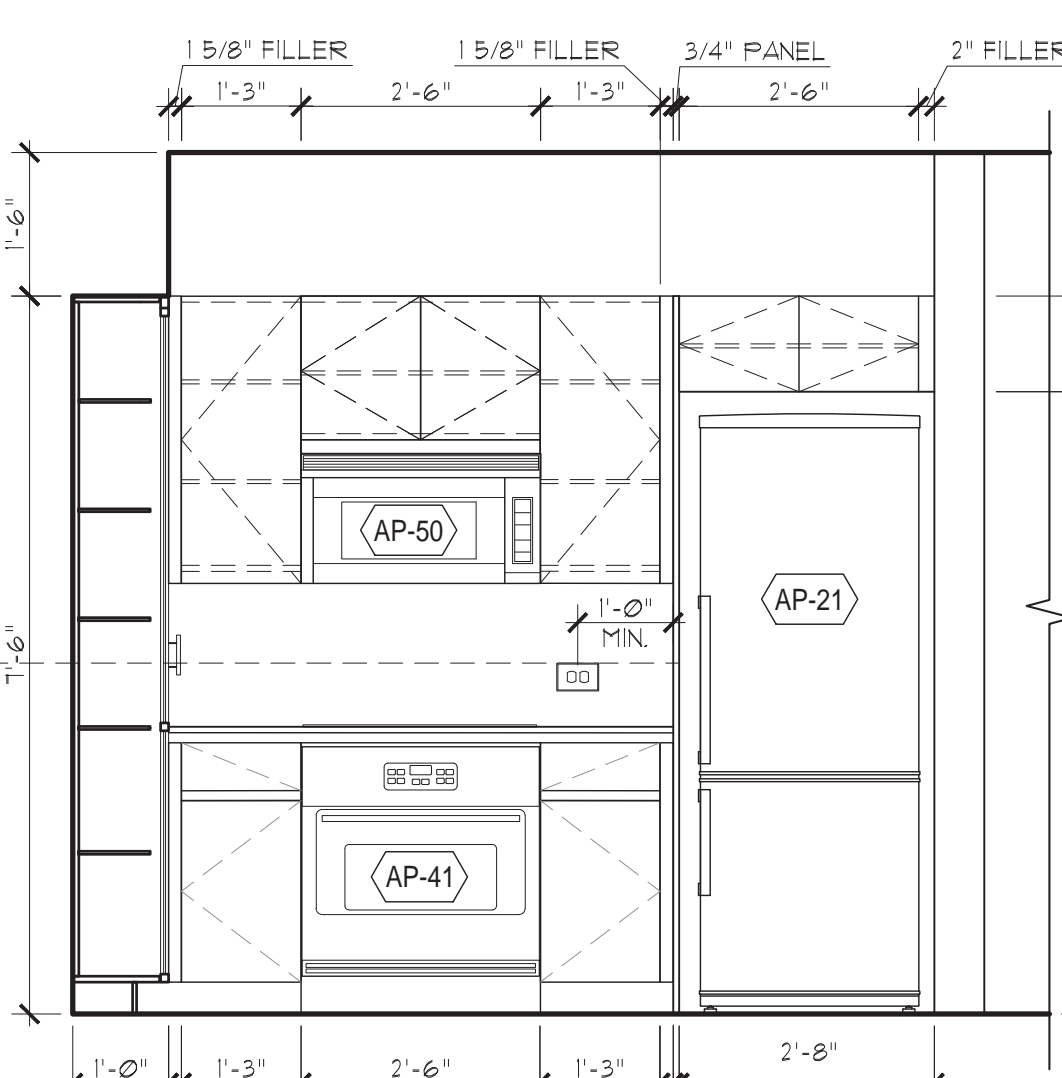 1 5/8" FILLER
1 5/8" FILLER
3/4" PANEL
2" FILLER
1'-3"
2'-6"
1'-3"
2'-6"
1'-6"
AP-50
AP-21
1'-Ø"
MIN.
7'-6"
AP-41
1'-Ø"
1'-3"
2'-6"
1'-3"
2'-8"